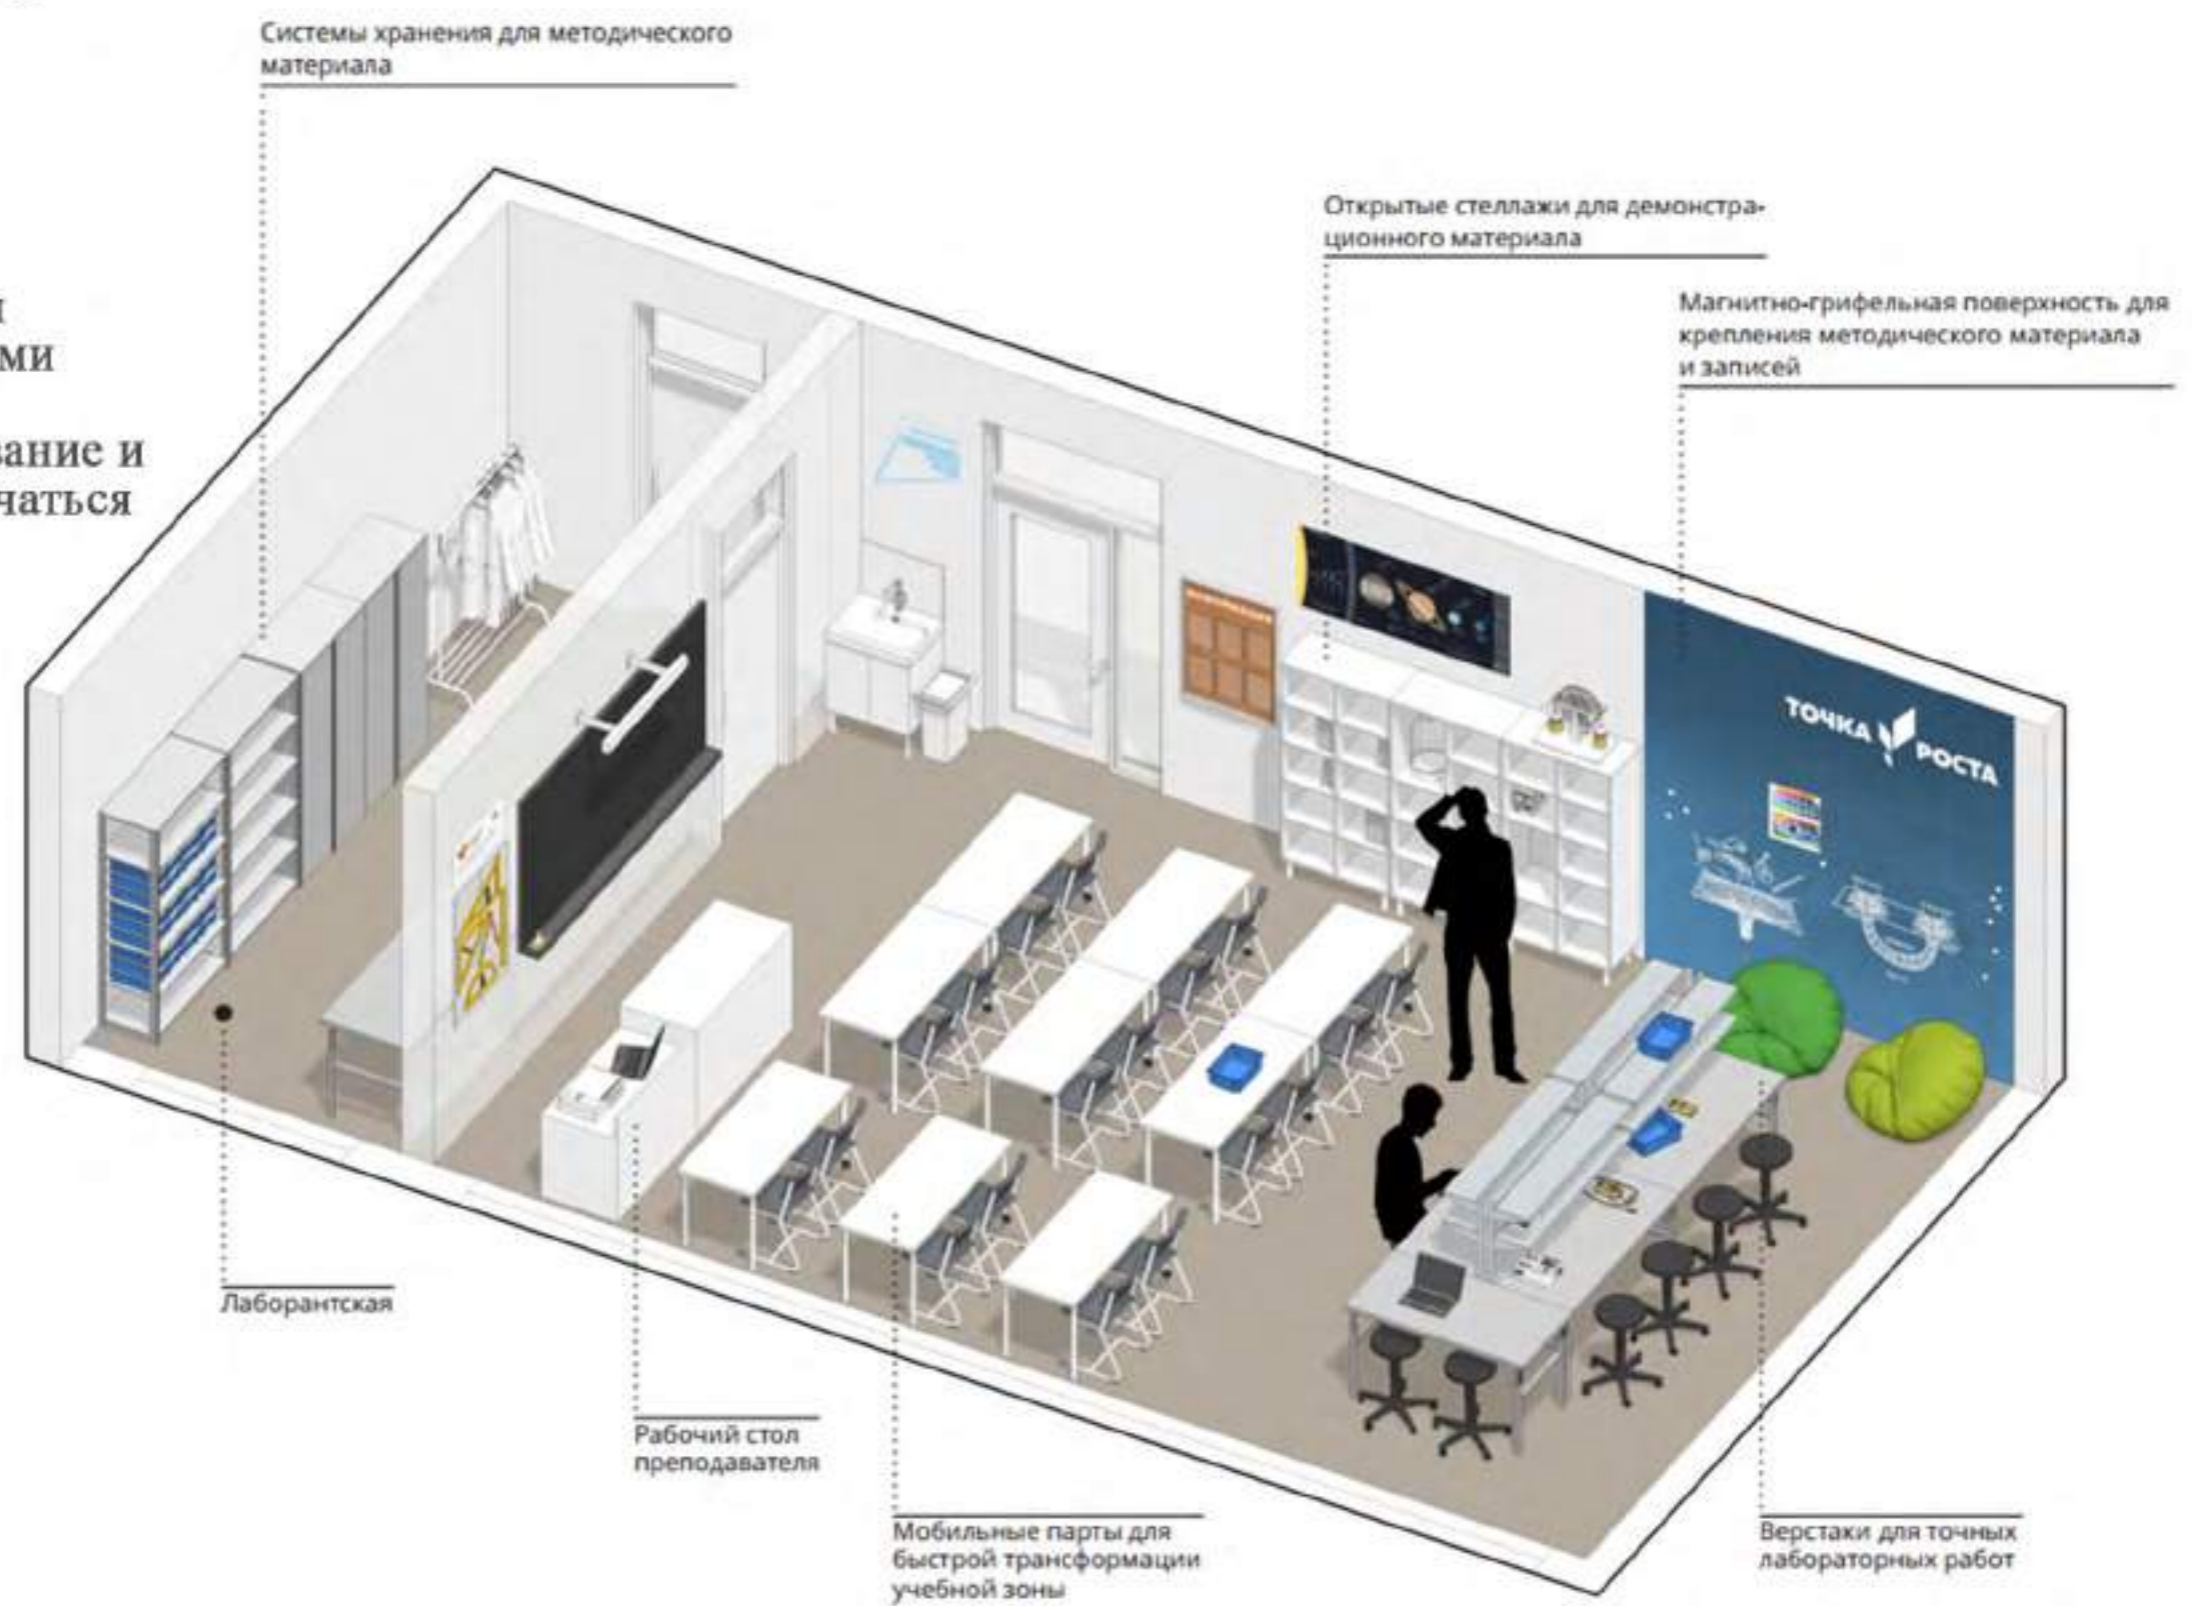 Системы хранения для методического
материала
Открытые стеллажи для демонстра-
ционного материала
Магнитно-грифельная поверхность для
крепления методического материала
и записей
ми
ание и
чаться
ТОЧКА РОСТА
Лаборантская
Рабочий стол
преподавателя
Мобильные парты для
быстрой трансформации
учебной зоны
Верстаки для точных
лабораторных работ